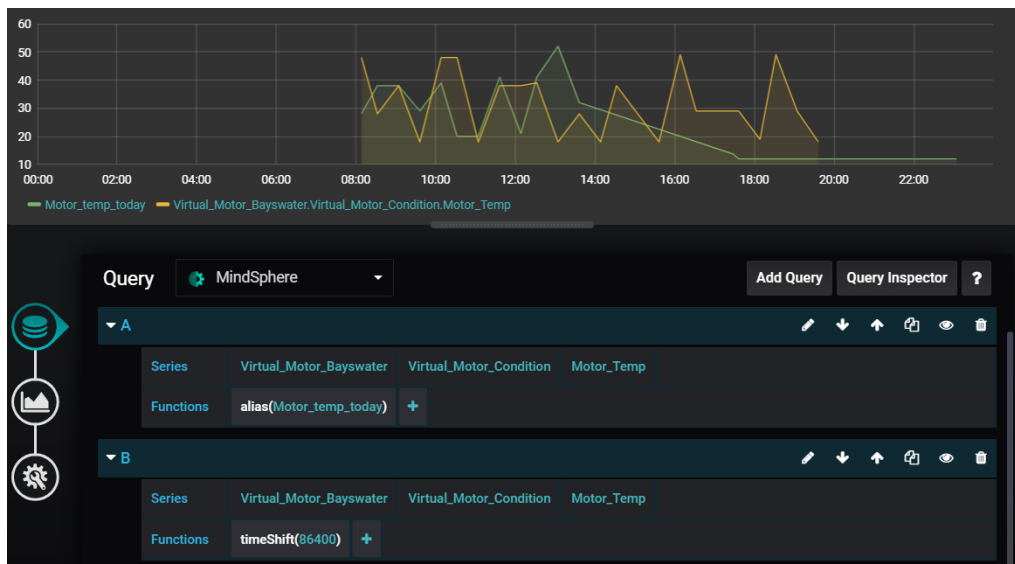 60
50
40
30
20
10
00:00 02:00 04:00 06:00 08:00 10:00 12:00 14:00 16:00 18:00 20:00 22:00
Motor_temp_today Virtual_Motor_Bayswater.Virtual_Motor_Condition.Motor_Temp
Query MindSphere Add Query Query Inspector ?
A
Series Virtual_Motor_Bayswater Virtual_Motor_Condition Motor_Temp
Functions alias(Motor_temp_today) +
B
Series Virtual_Motor_Bayswater Virtual_Motor_Condition Motor_Temp
Functions timeShift(86400) +